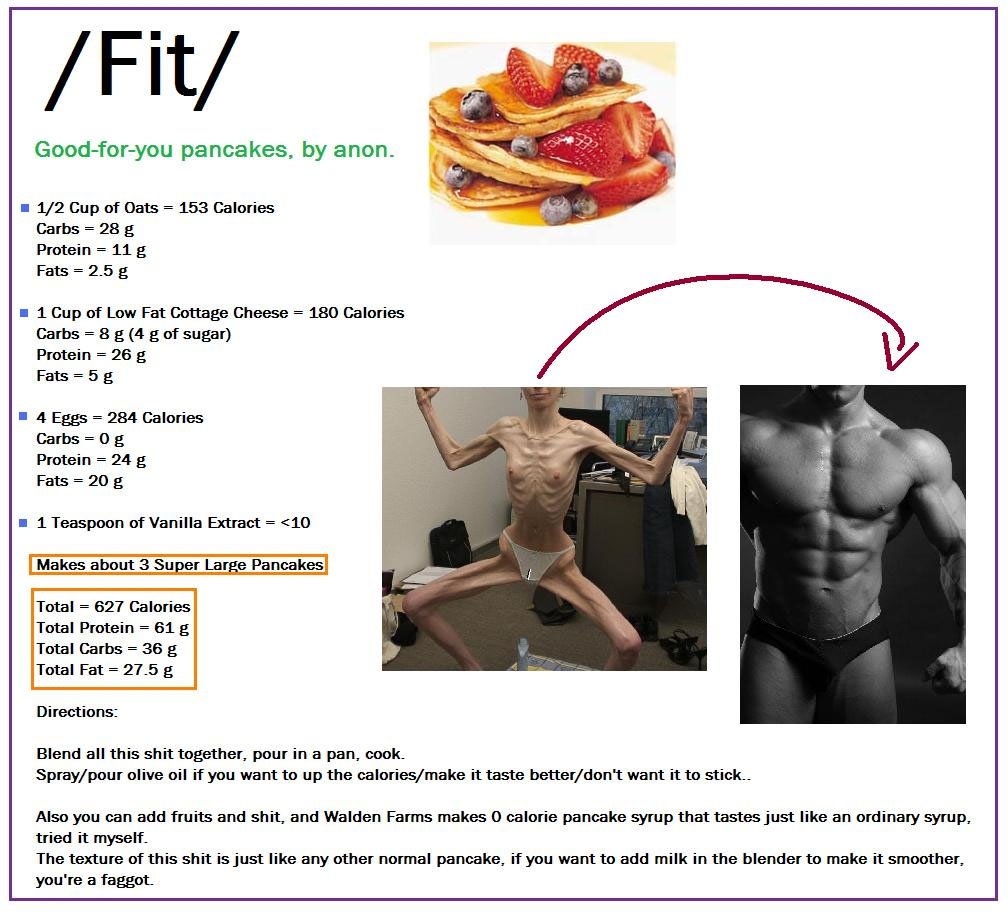 /Fit/
Good-for-you pancakes, by anon.
1/2 Cup of Oats = 153 Calories
Carbs = 28 g
Protein = 11 g
Fats = 2.5 g
1 Cup of Low Fat Cottage Cheese = 180 Calories
Carbs = 8 g (4 g of sugar)
Protein = 26 g
Fats = 5 g
4 Eggs = 284 Calories
Carbs = 0 g
Protein = 24 g
Fats = 20 g
1 Teaspoon of Vanilla Extract = <10
Makes about 3 Super Large Pancakes
Total = 627 Calories
Total Protein = 61 g
Total Carbs = 36 g
Total Fat = 27.5 g
Directions:
Blend all this shit together, pour in a pan, cook.
Spray/pour olive oil if you want to up the calories/make it taste better/don't want it to stick..
Also you can add fruits and shit, and Walden Farms makes 0 calorie pancake syrup that tastes just like an ordinary syrup,
tried it myself.
The texture of this shit is just like any other normal pancake, if you want to add milk in the blender to make it smoother,
you're a faggot.